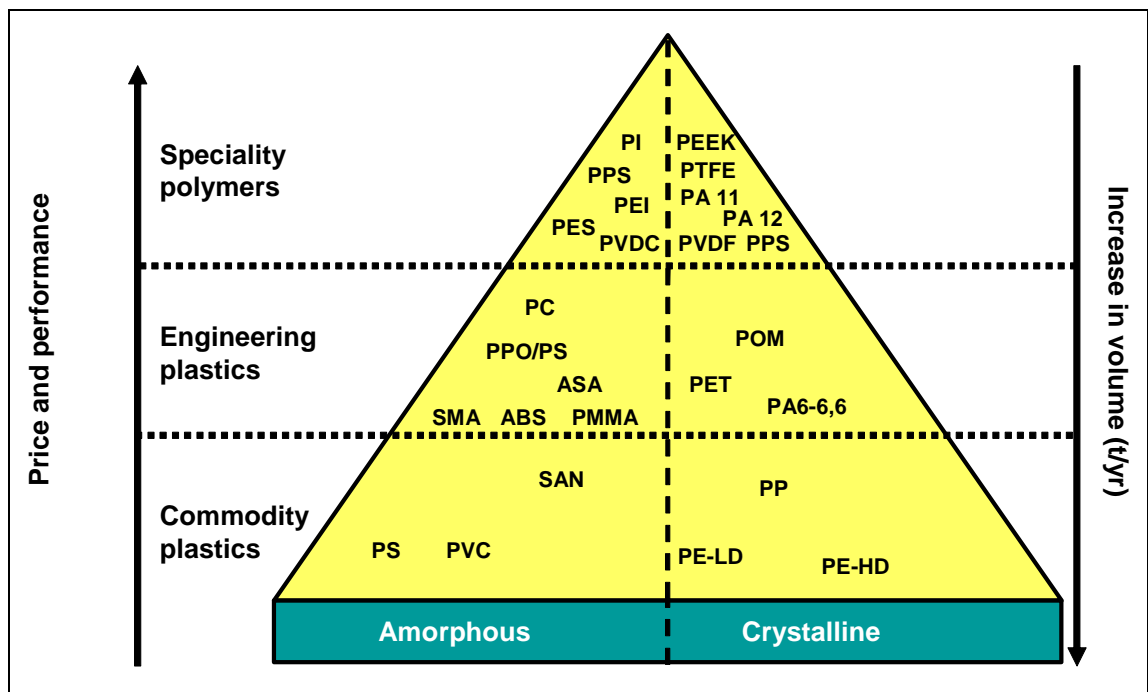 Price and performance
Increase in volume (t/yr)
Speciality
polymers
PI
PEEK
PPS
PTFE
PEI
PA 11
PES
PA 12
PVDC
PVDF
PPS
Engineering
plastics
PC
PPO/PS
POM
ASA
PET
SMA
ABS
PMMA
PA6-6,6
Commodity
plastics
SAN
PP
PS
PVC
PE-LD
PE-HD
Amorphous
Crystalline